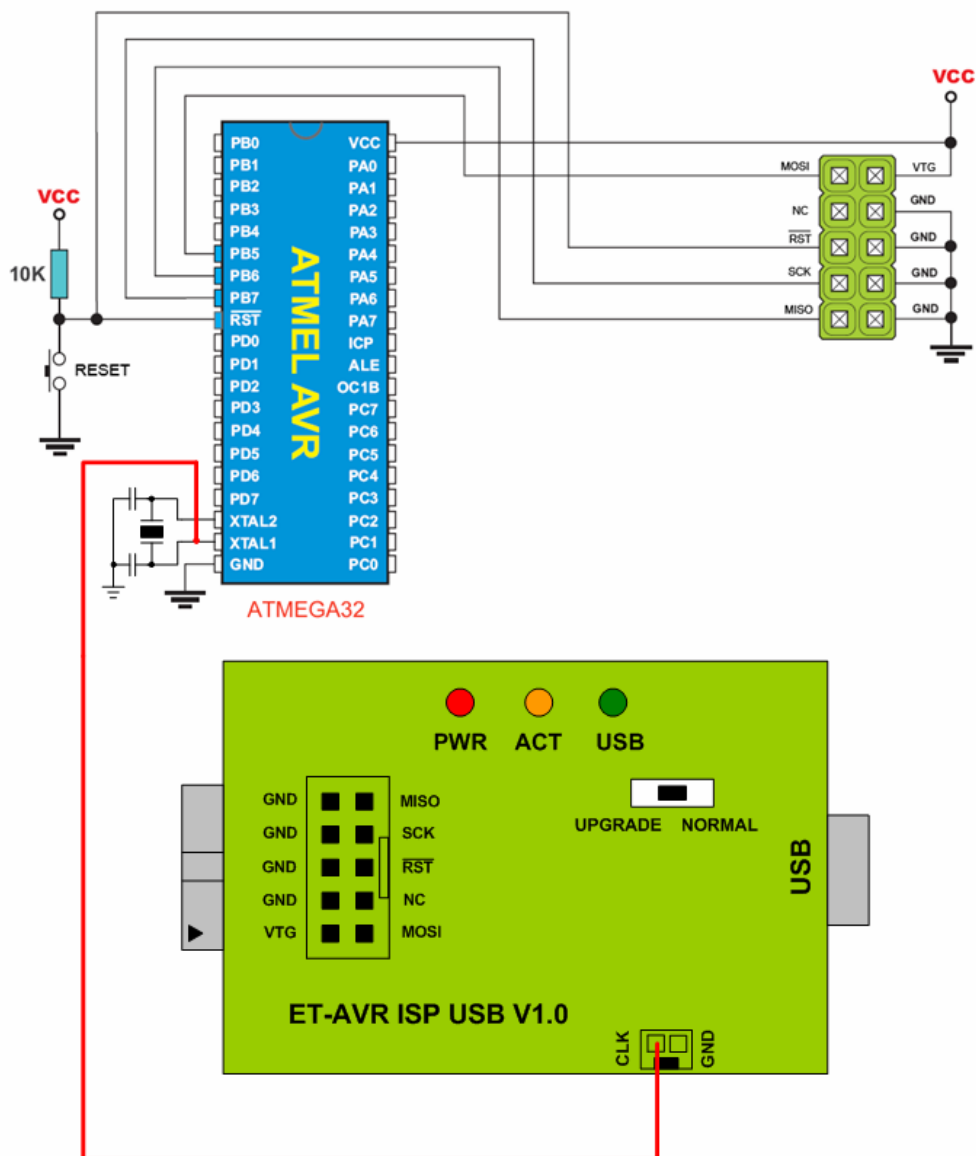 VCC
MOSI
VTG
NC
GND
RST
GND
SCK
GND
MISO
GND
VCC
10K
RESET
PB0
PB1
PB2
PB3
PB4
PB5
PB6
PB7
RST
PD0
PD1
PD2
PD3
PD4
PD5
PD6
PD7
XTAL2
XTAL1
GND
ATMEL AVR
VCC
PA0
PA1
PA2
PA3
PA4
PA5
PA6
PA7
ICP
ALE
OC1B
PC7
PC6
PC5
PC4
PC3
PC2
PC1
PC0
ATMEGA32
PWR ACT USB
GND MISO
GND SCK
GND RST
GND NC
VTG MOSI
UPGRADE NORMAL
USB
ET-AVR ISP USB V1.0
CLK
GND